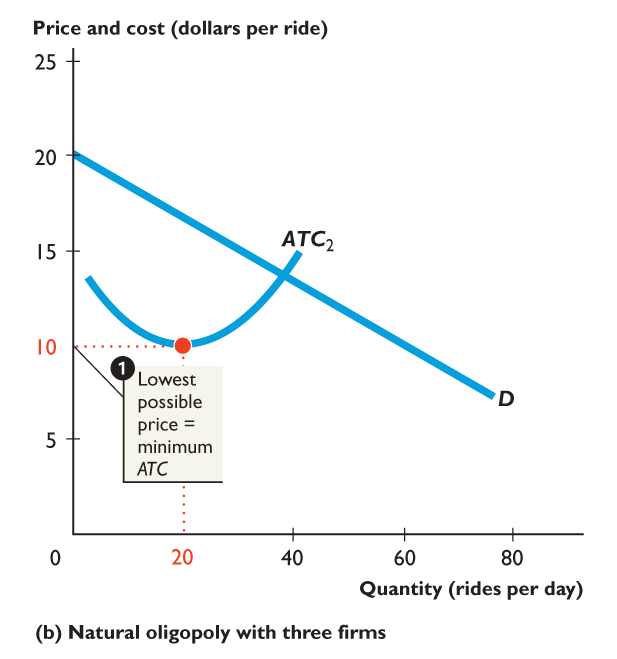 Price and cost (dollars per ride)
25
20
15
10
5
0
ATC2
D
1
Lowest
possible
price =
minimum
ATC
20
40
60
80
Quantity (rides per day)
(b) Natural oligopoly with three firms